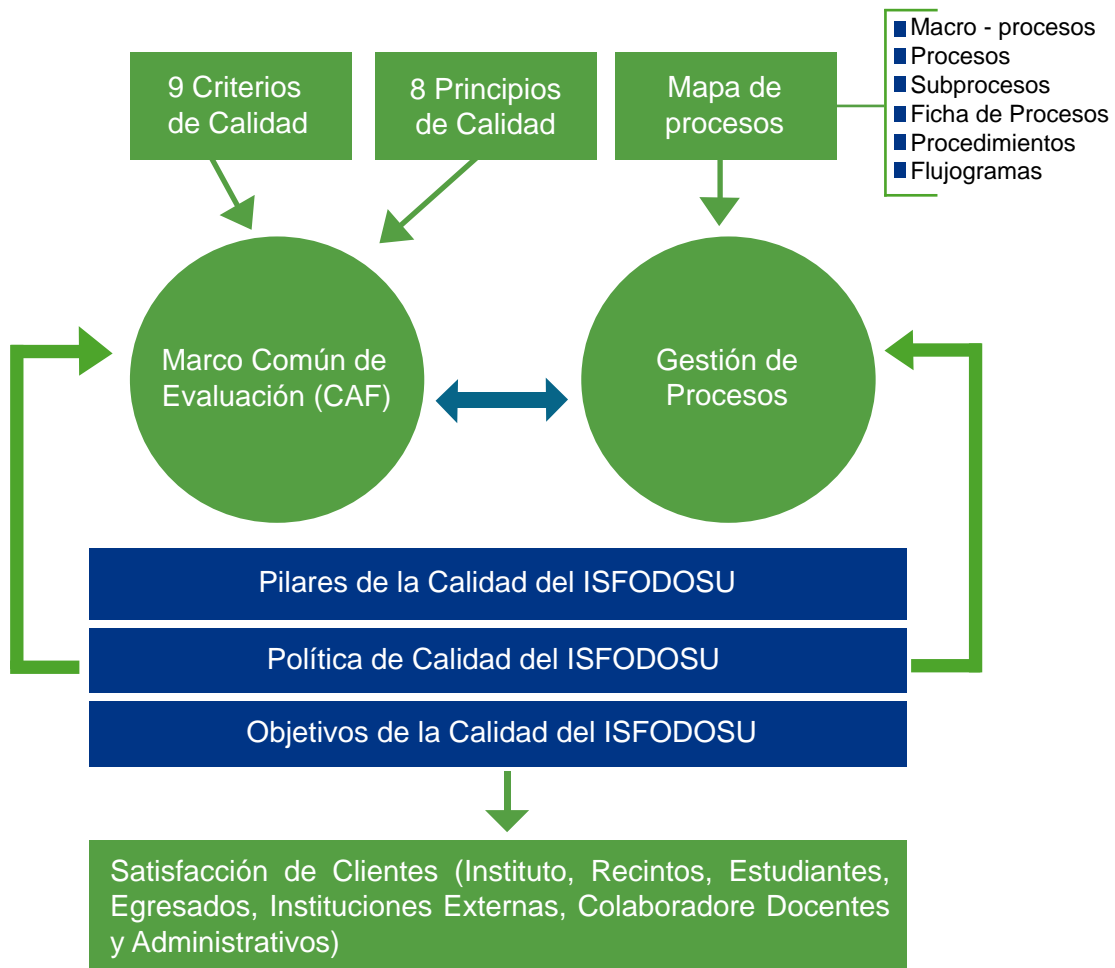 Macro - procesos
Procesos
Subprocesos
Ficha de Procesos
Procedimientos
Flujogramas
9 Criterios
de Calidad
8 Principios
de Calidad
Mapa de
procesos
Marco Común de
Evaluación (CAF)
Gestión de
Procesos
Pilares de la Calidad del ISFODOSU
Política de Calidad del ISFODOSU
Objetivos de la Calidad del ISFODOSU
Satisfacción de Clientes (Instituto, Recintos, Estudiantes,
Egresados, Instituciones Externas, Colaboradore Docentes
y Administrativos)